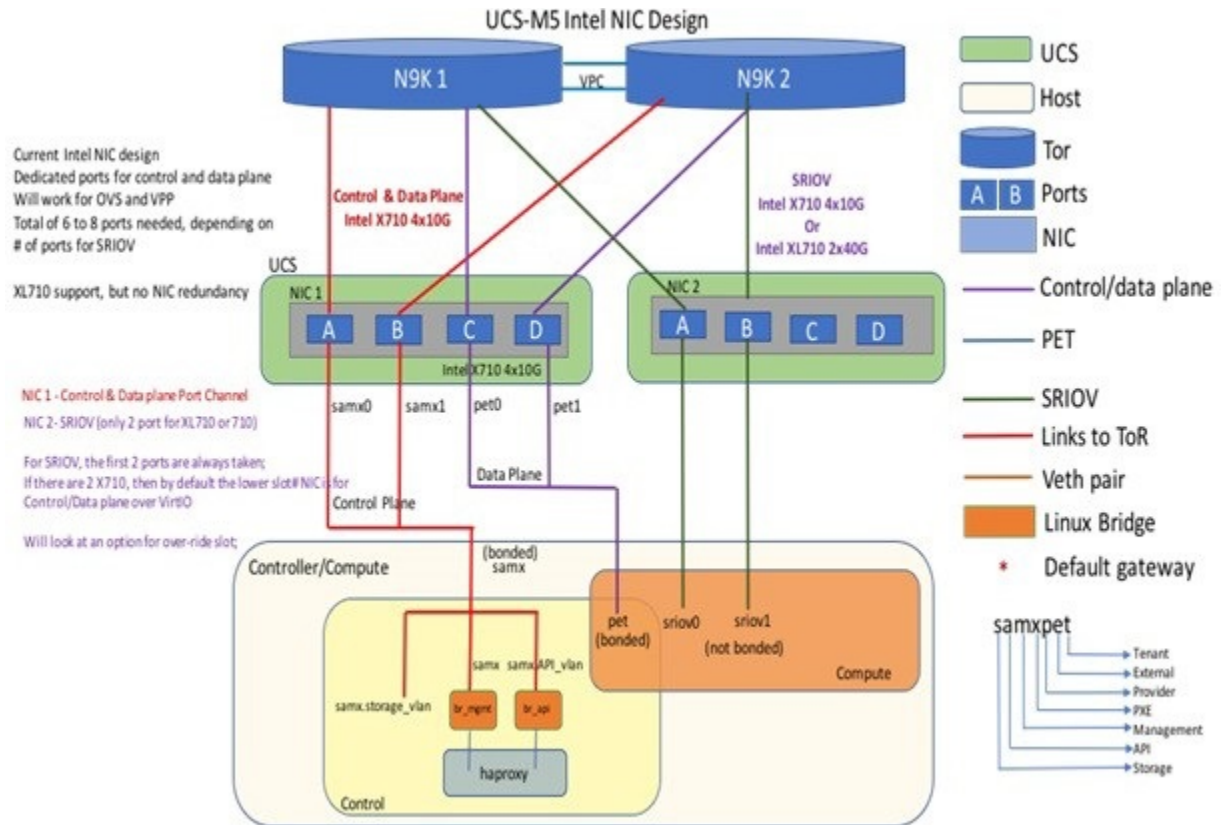 UCS-M5 Intel NIC Design
N9K 1
VPC
N9K 2
Current Intel NIC design
Dedicated ports for control and data plane
Will work for OVS and VPP
Total of 6 to 8 ports needed, depending on
# of ports for SRIOV
XL710 support, but no NIC redundancy
Control & Data Plane
Intel X710 4x10G
SRIOV
Intel X710 4x10G
Or
Intel XL710 2x40G
UCS
NIC 1
A
B
C
D
Intel X710 4x10G
NIC 2
A
B
C
D
NIC 1 - Control & Data plane Port Channel
NIC 2- SRIOV (only 2 port for XL710 or 710)
For SRIOV, the first 2 ports are always taken;
If there are 2 X710, then by default the lower slot# NIC is for
Control/Data plane over VirtIO
Will look at an option for over-ride slot;
samx0
samx1
pet0
pet1
Data Plane
Control Plane
Controller/Compute
(bonded)
samx
samx
samx.API_vlan
samx.storage_vlan
br_mgmt
br_api
haproxy
Control
pet
(bonded)
sriov0
sriov1
(not bonded)
Compute
UCS
Host
Tor
A
B
Ports
NIC
Control/data plane
PET
SRIOV
Links to ToR
Veth pair
Linux Bridge
* Default gateway
samxpet
Tenant
External
Provider
PXE
Management
API
Storage